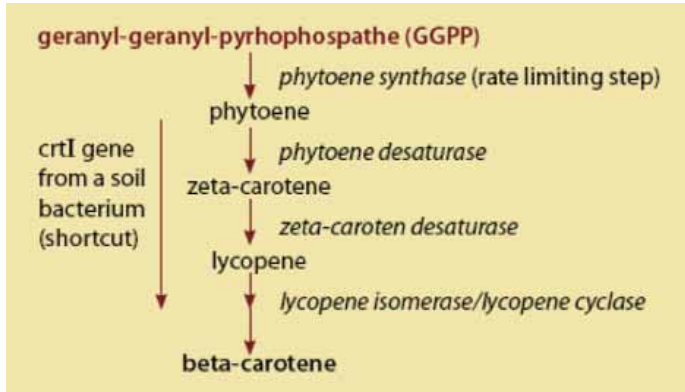 geranyl-geranyl-pyrhophospathe (GGPP)
phytoene synthase (rate limiting step)
phytoene
crtI gene
from a soil
bacterium
(shortcut)
phytoene desaturase
zeta-carotene
zeta-caroten desaturase
lycopene
lycopene isomerase/lycopene cyclase
beta-carotene